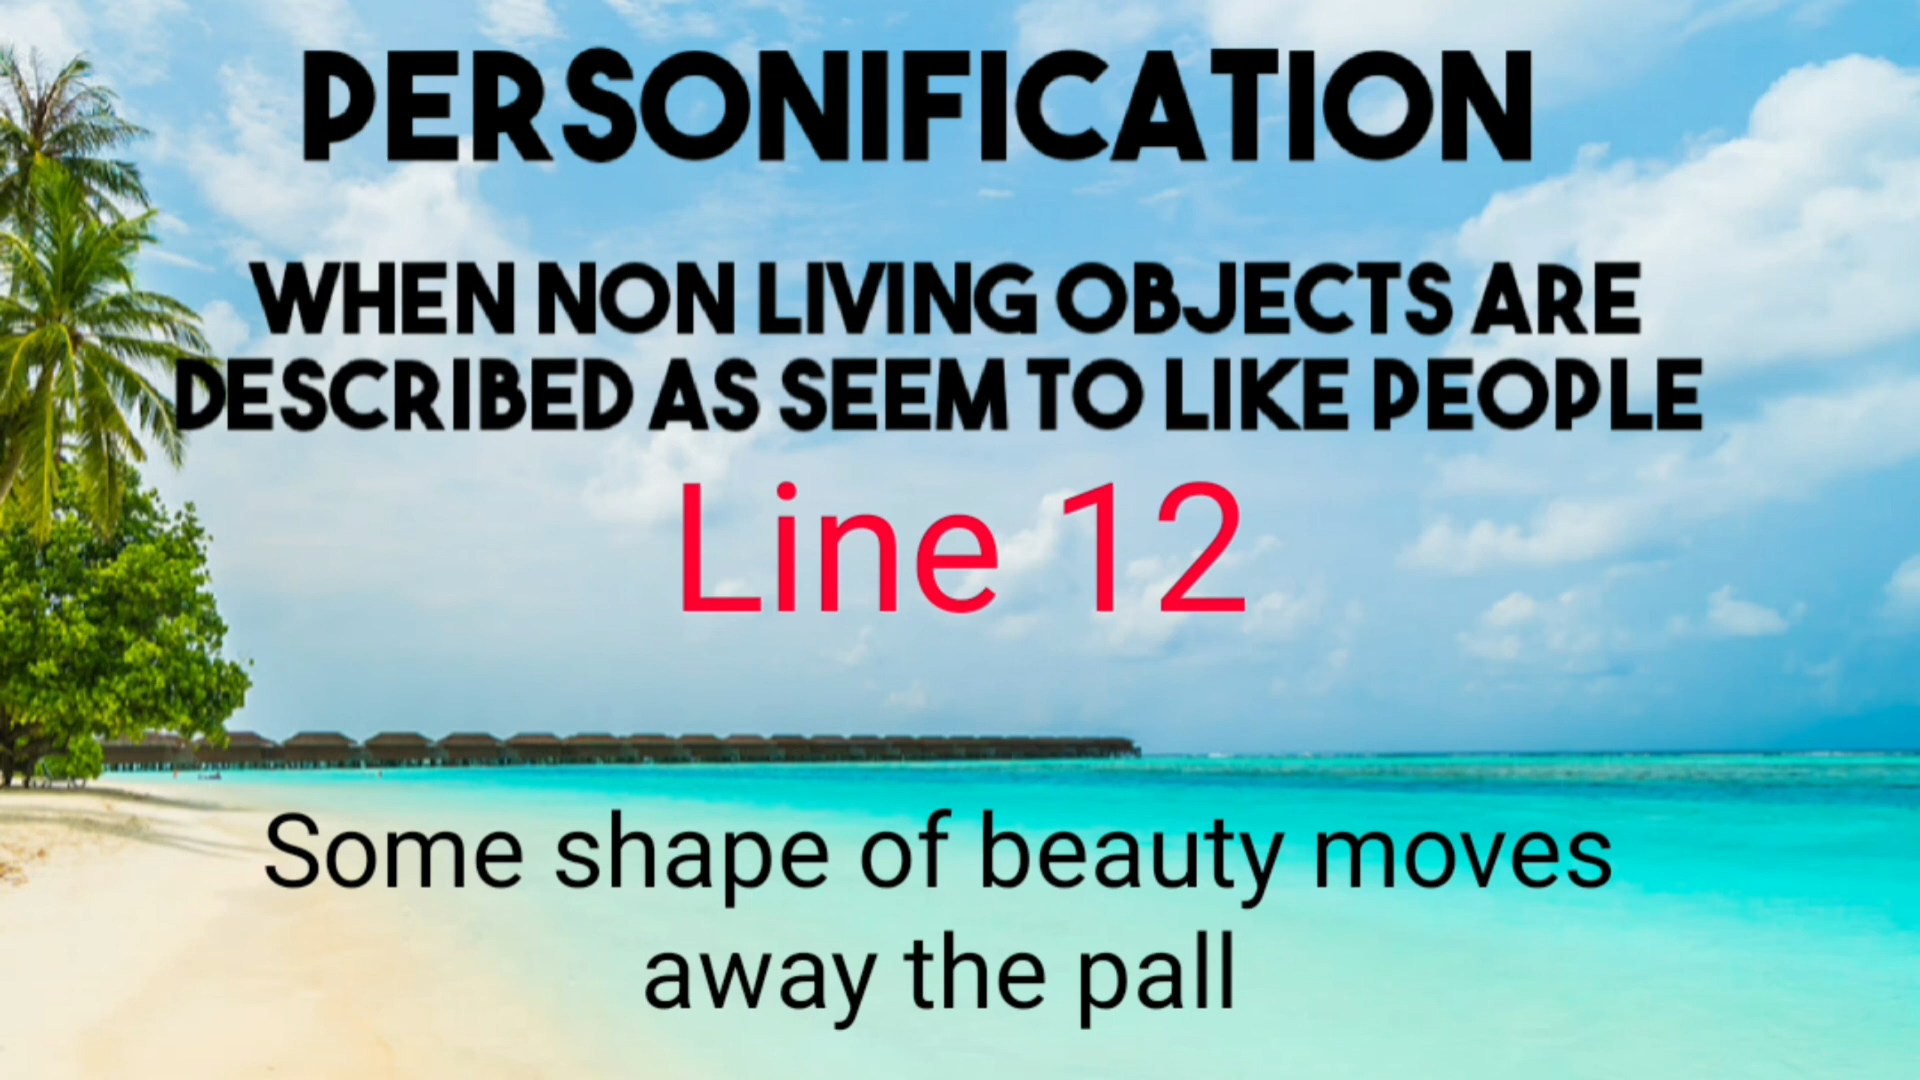 PERSONIFICATION
WHEN NON LIVING OBJECTS ARE
DESCRIBED AS SEEM TO LIKE PEOPLE
Line 12
Some shape of beauty moves
away the pall